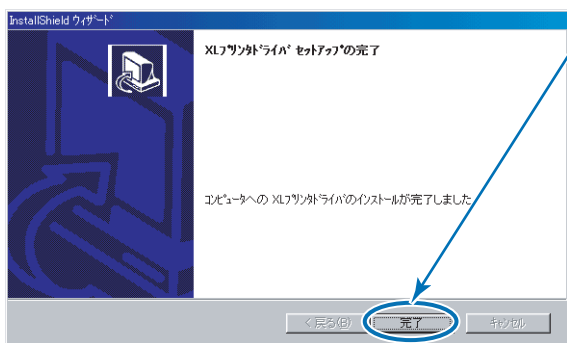 InstallShield ウィザード
XLプリンタドライバ セットアップの完了
コンピュータへの XLプリンタドライバのインストールが完了しました
< 戻る(B)
完了
キャンセル